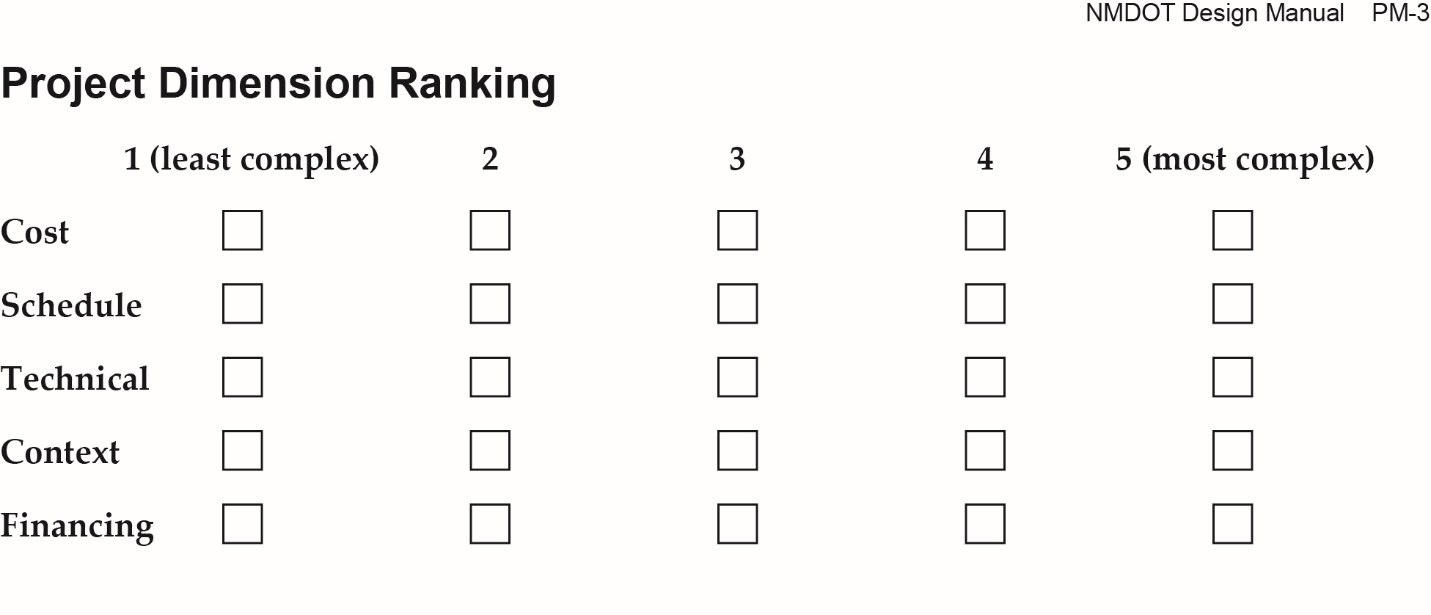 NMDOT Design Manual PM-3
Project Dimension Ranking
1 (least complex) 2 3 4 5 (most complex)
Cost
Schedule
Technical
Context
Financing